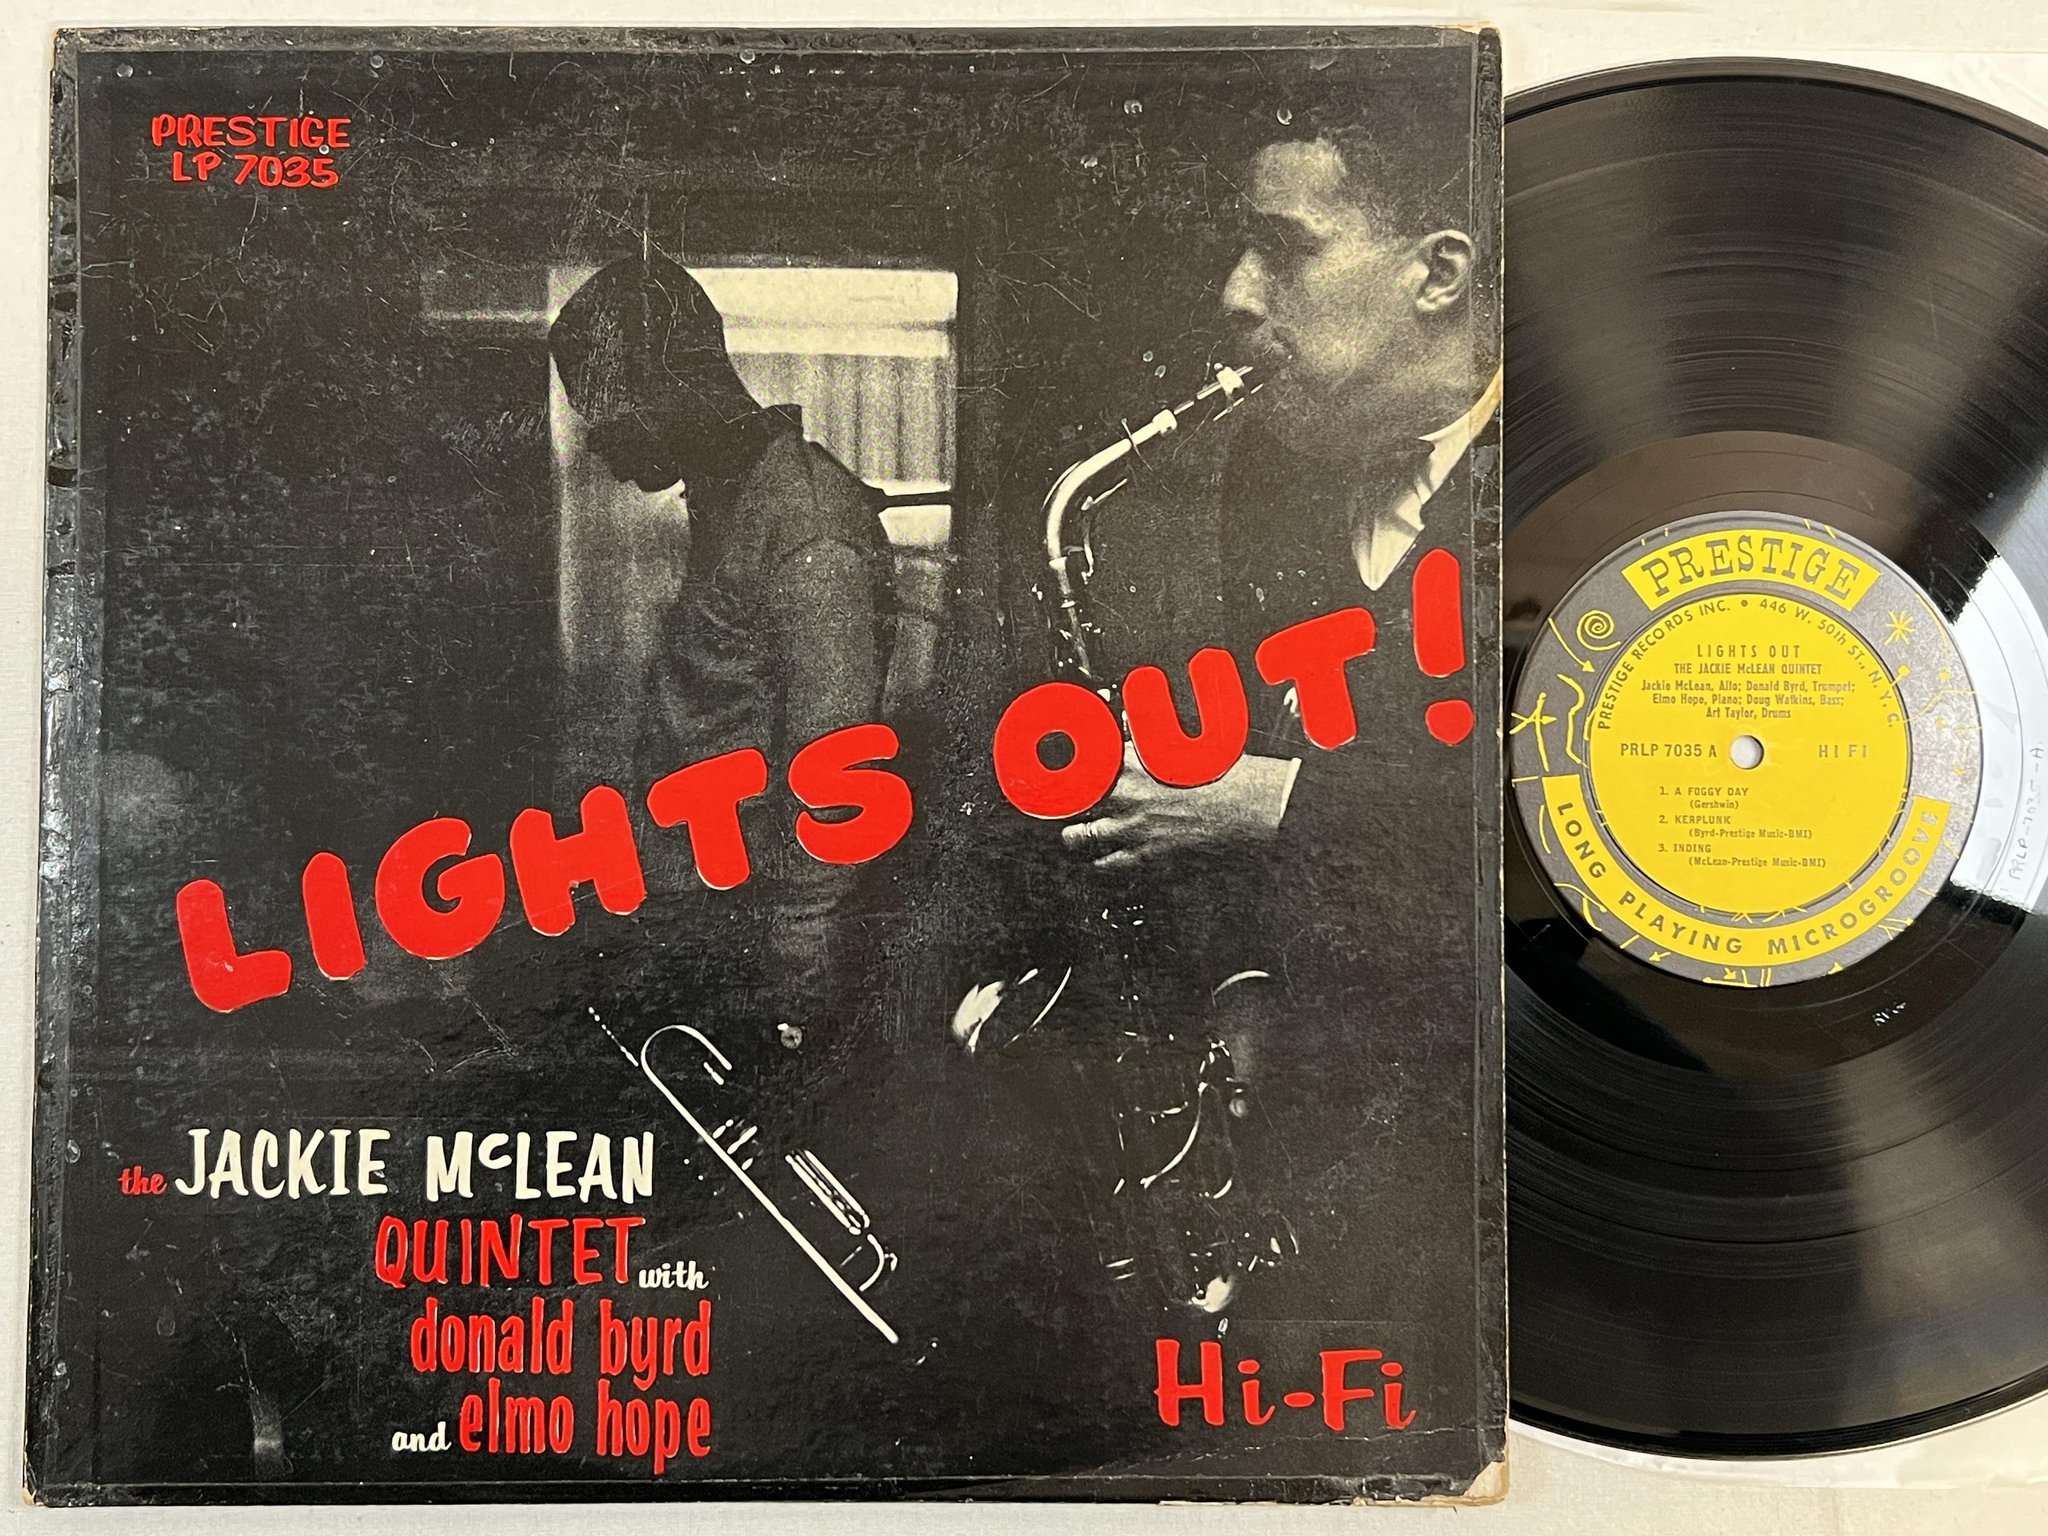 PRESTIGE
LP 7035
LIGHTS OUT!
the JACKIE McLEAN
QUINTET with
donald byrd
and elmo hope
Hi-Fi
PRESTIGE
PRESTIGE RECORDS INC. • 446 W. 50th ST., N. Y. C.
LIGHTS OUT
THE JACKIE McLEAN QUINTET
Jackie McLean, Alto; Donald Byrd, Trumpet;
Elmo Hope, Piano; Doug Watkins, Bass;
Art Taylor, Drums
PRLP 7035 A HI FI
1. A FOGGY DAY
(Gershwin)
2. KERPLUNK
(Byrd-Prestige Music-BMI)
3. INDING
(McLean-Prestige Music-BMI)
LONG PLAYING MICROGROOVE
PRLP-7035-A